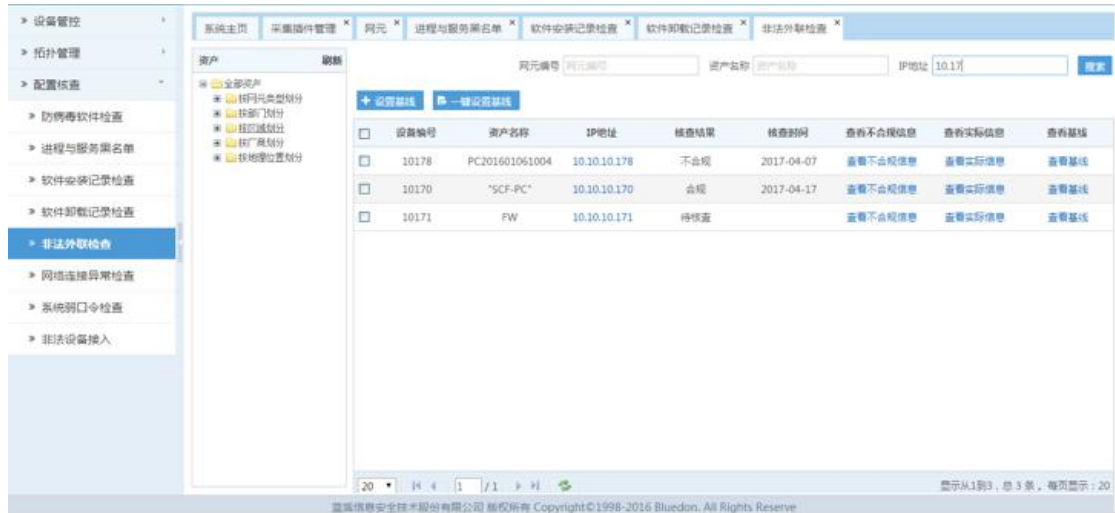 设备管控
拓扑管理
配置核查
防病毒软件检查
进程与服务黑名单
软件安装记录检查
软件卸载记录检查
非法外联检查
网络连接异常检查
系统弱口令检查
非法设备接入
系统主页 采集插件管理 网元 进程与服务黑名单 软件安装记录检查 软件卸载记录检查 非法外联检查
资产 刷新
全部资产
按网元类型划分
按部门划分
按区域划分
按厂商划分
按地理位置划分
网元编号 网元编号 资产名称 资产名称 IP地址 10.17 搜索
设置基线 一键设置基线
设备编号 资产名称 IP地址 核查结果 核查时间 查看不合规信息 查看实际信息 查看基线
10178 PC201601061004 10.10.10.178 不合规 2017-04-07 查看不合规信息 查看实际信息 查看基线
10170 "SCF-PC" 10.10.10.170 合规 2017-04-17 查看不合规信息 查看实际信息 查看基线
10171 FW 10.10.10.171 待核查 查看不合规信息 查看实际信息 查看基线
20 1 /1 显示从1到3，总 3 条。每页显示：20
蓝盾信息安全技术股份有限公司 版权所有 Copyright©1998-2016 Bluedon. All Rights Reserve